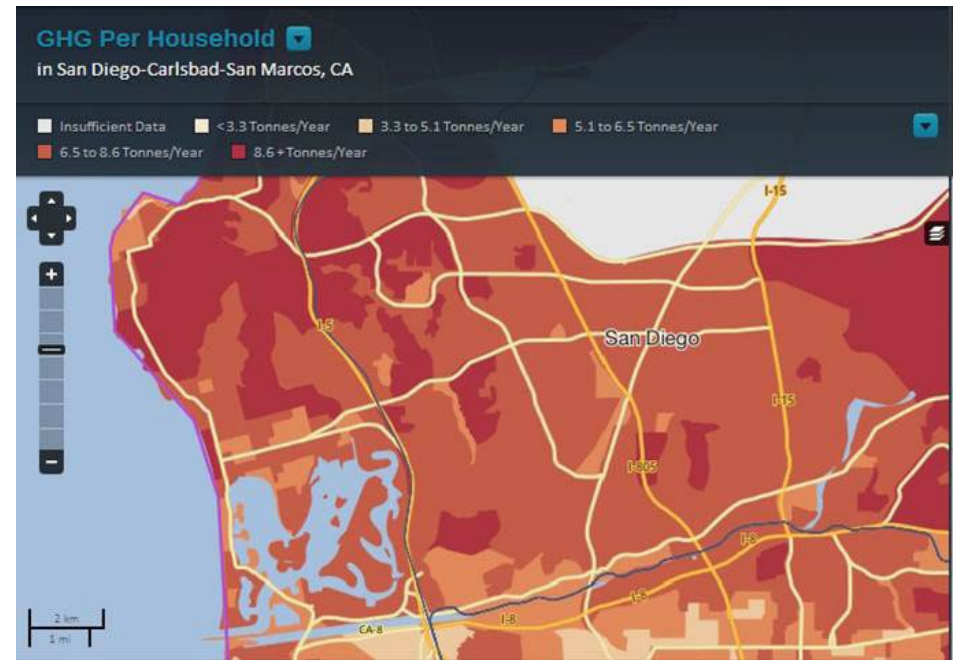 GHG Per Household
in San Diego-Carlsbad-San Marcos, CA
Insufficient Data <3.3 Tonnes/Year 3.3 to 5.1 Tonnes/Year 5.1 to 6.5 Tonnes/Year
6.5 to 8.6 Tonnes/Year 8.6+ Tonnes/Year
I-15
I-5
San Diego
I-15
I-805
I-8
I-8
I-8
CA-8
2 km
1 mi